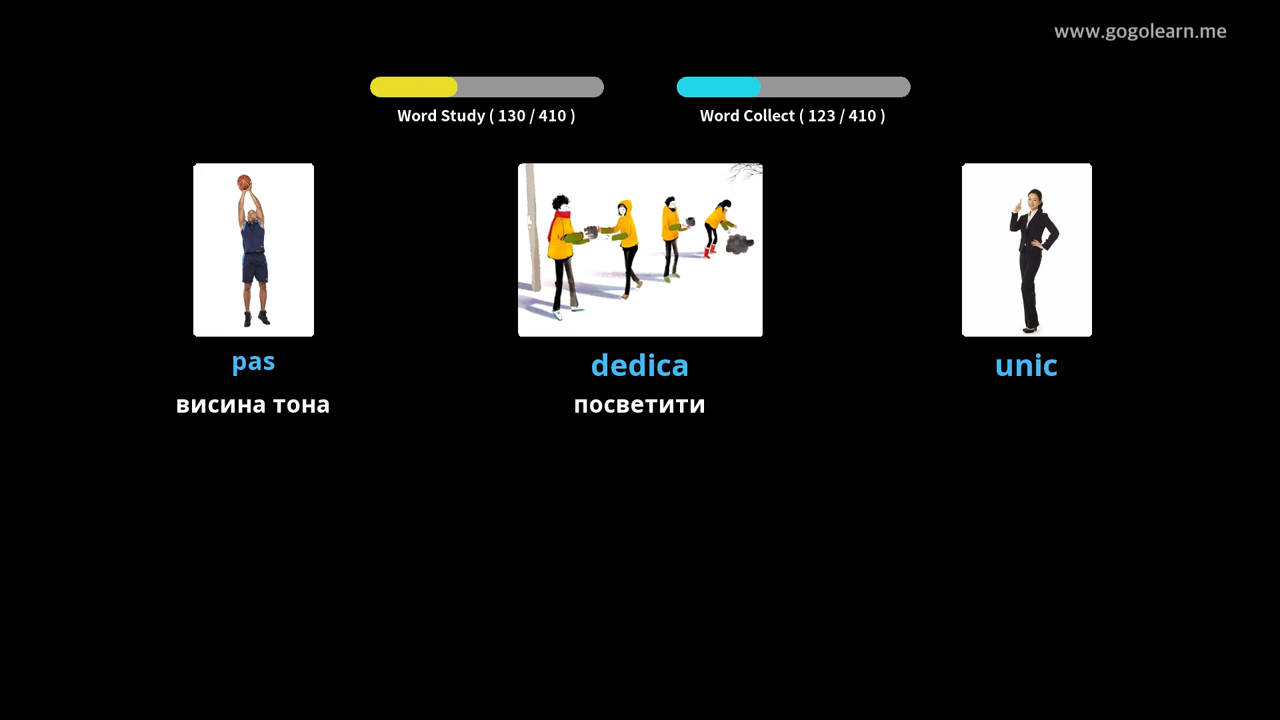 www.gogolearn.me
Word Study ( 130 / 410 )
Word Collect ( 123 / 410 )
pas
dedica
unic
висина тона
посветити